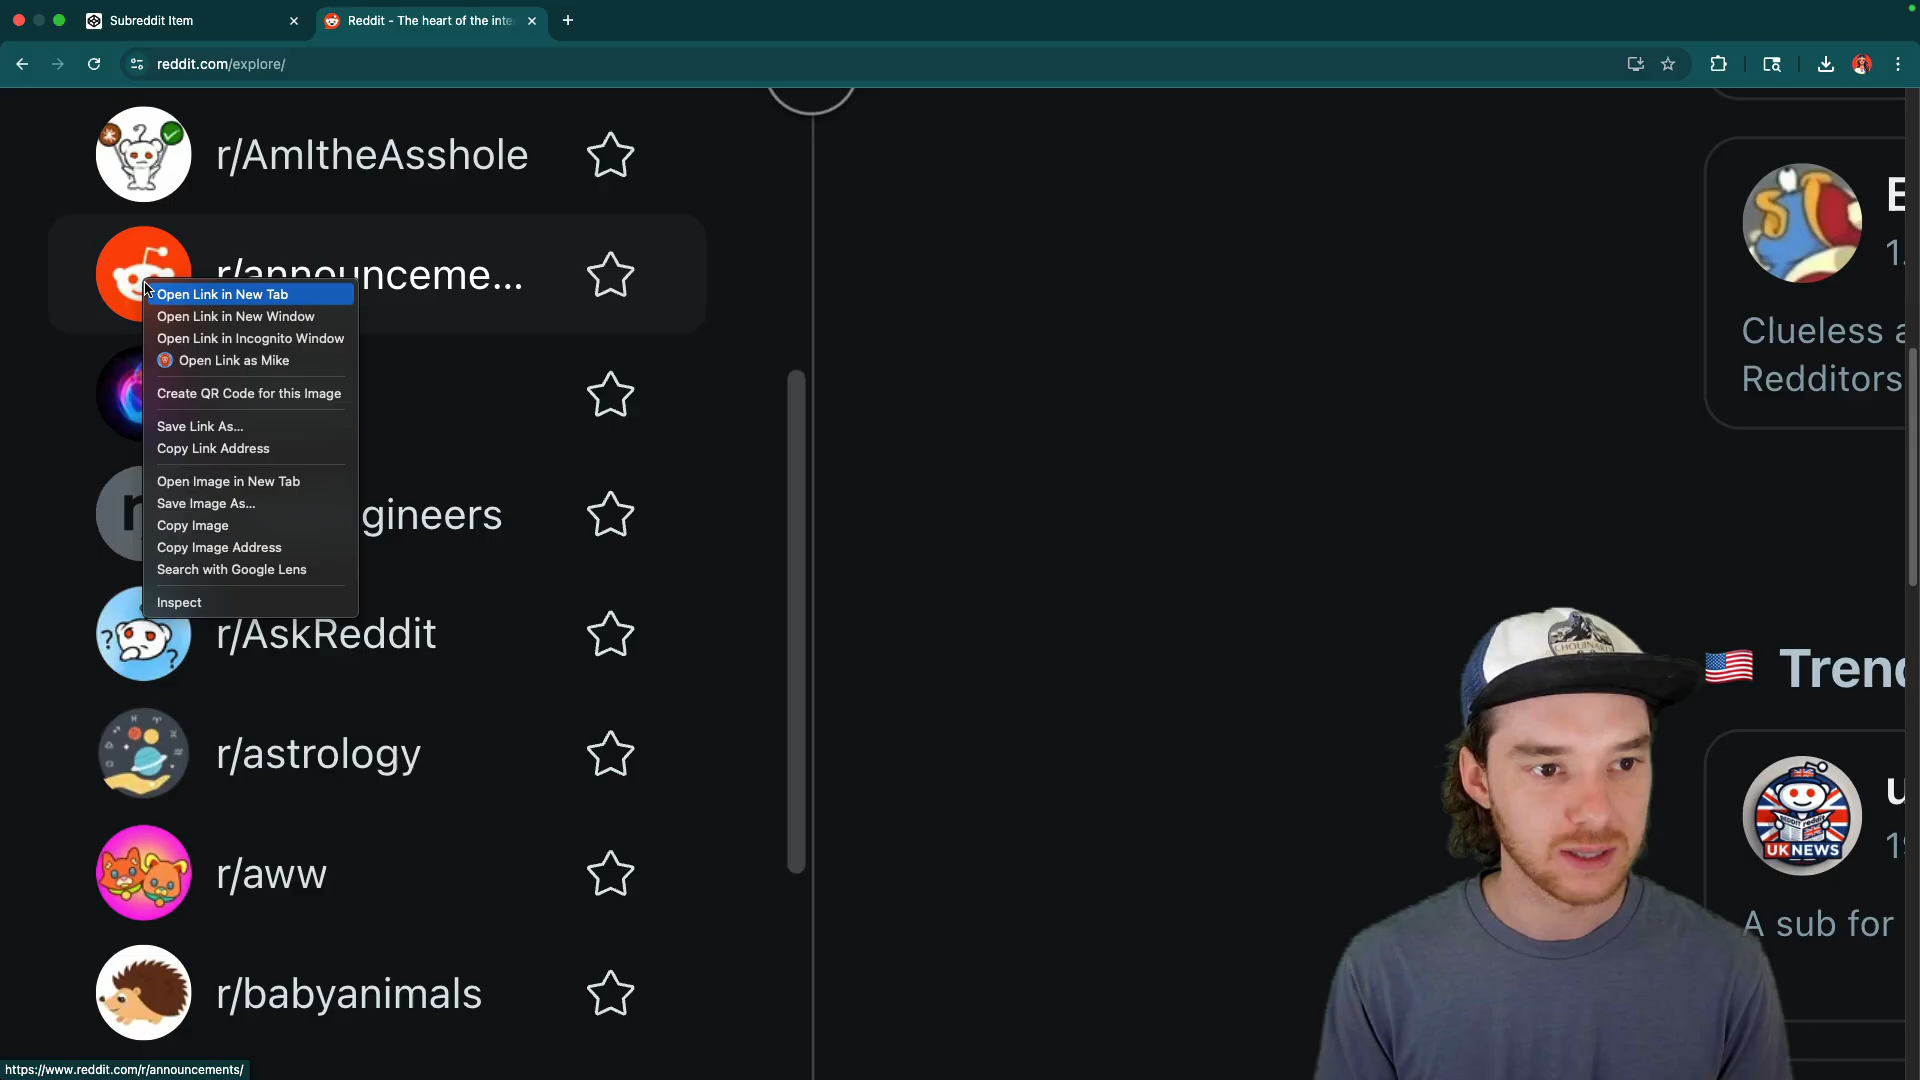 Subreddit Item
Reddit - The heart of the inte
reddit.com/explore/
r/AmItheAsshole
r/announceme...
Open Link in New Tab
Open Link in New Window
Open Link in Incognito Window
Open Link as Mike
Create QR Code for this Image
Save Link As...
Copy Link Address
Open Image in New Tab
Save Image As...
Copy Image
Copy Image Address
Search with Google Lens
Inspect
gineers
r/AskReddit
r/astrology
r/aww
r/babyanimals
E
1.
Clueless a
Redditors
Trend
u
19
UK NEWS
A sub for
CHOUINARD
https://www.reddit.com/r/announcements/